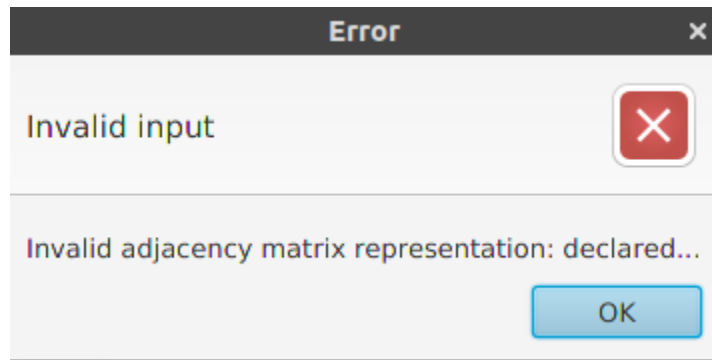 Error
Invalid input
Invalid adjacency matrix representation: declared...
OK